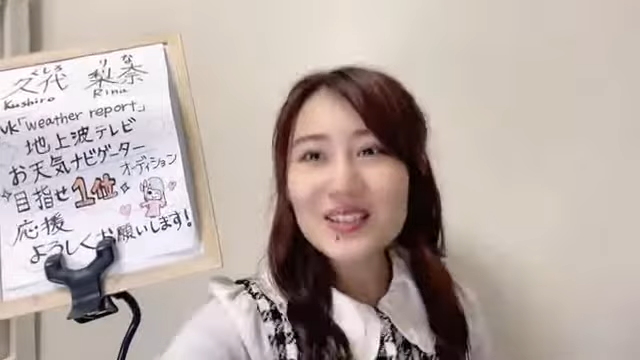 くしろ りな
久代 梨奈
Kushiro Rina
「weather report」
地上波テレビ
お天気ナビゲーター
オーディション
目指せ1位
応援
よろしくお願いします!